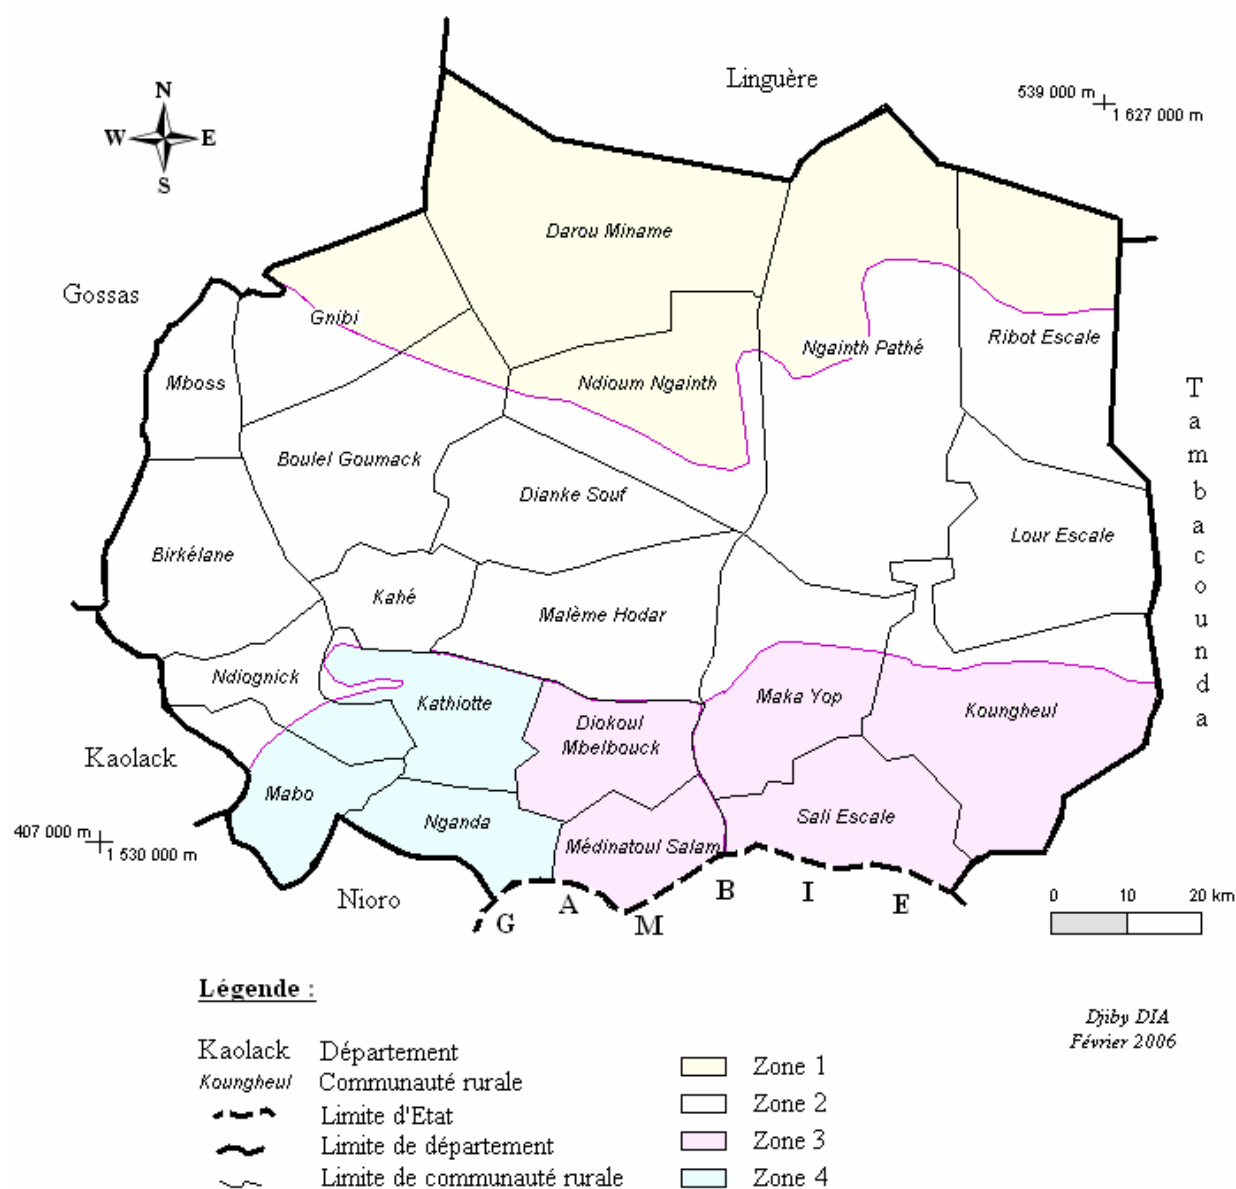 Linguère
539 000 m
1 627 000 m
N
W E
S
Darou Miname
Gossas
Gnibi
Ngainth Pathé
Ribot Escale
Mboss
Ndioum Ngainth
Boulel Goumack
Dianke Souf
Lour Escale
Birkélane
Kahé
Malème Hodar
Tambacounda
Ndiognick
Kathiotte
Maka Yop
Koungheul
Diokoul
Mbelbouck
Kaolack
Mabo
Nganda
Sali Escale
Médinatoul Salam
407 000 m
1 530 000 m
Nioro
GAMBIE
0 10 20 km
Légende :
Djiby DIA
Février 2006
Kaolack Département
Koungheul Communauté rurale
Limite d'Etat
Limite de département
Limite de communauté rurale
Zone 1
Zone 2
Zone 3
Zone 4